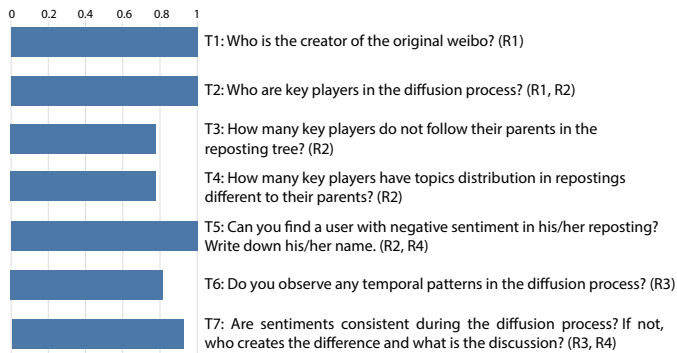 0 0.2 0.4 0.6 0.8 1
T1: Who is the creator of the original weibo? (R1)
T2: Who are key players in the diffusion process? (R1, R2)
T3: How many key players do not follow their parents in the
reposting tree? (R2)
T4: How many key players have topics distribution in repostings
different to their parents? (R2)
T5: Can you find a user with negative sentiment in his/her reposting?
Write down his/her name. (R2, R4)
T6: Do you observe any temporal patterns in the diffusion process? (R3)
T7: Are sentiments consistent during the diffusion process? If not,
who creates the difference and what is the discussion? (R3, R4)